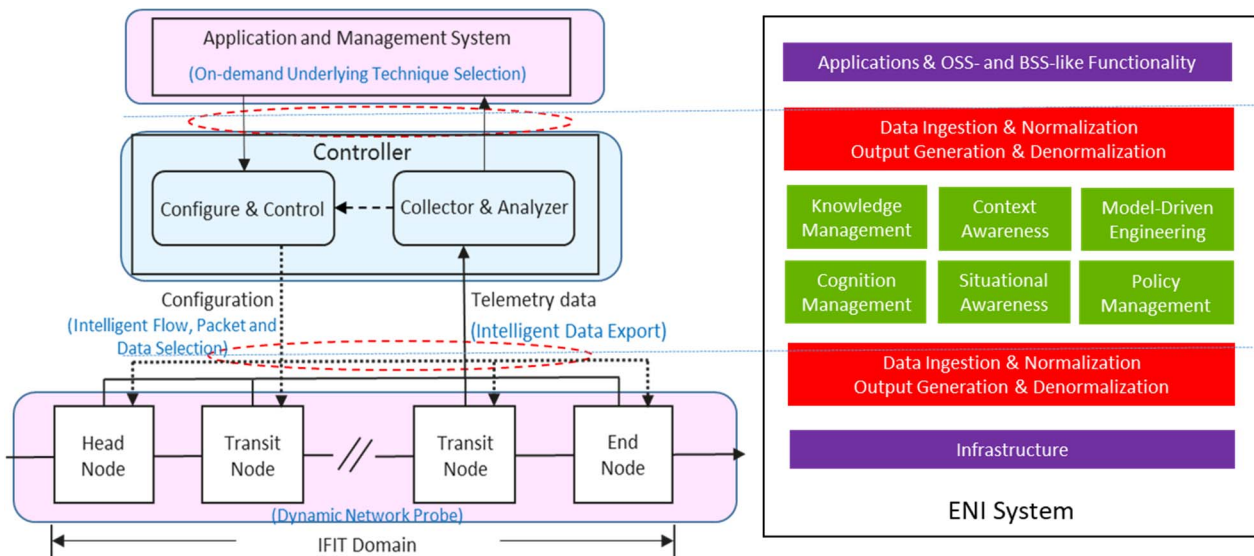 Application and Management System
(On-demand Underlying Technique Selection)
Controller
Configure & Control
Collector & Analyzer
Configuration
(Intelligent Flow, Packet and
Data Selection)
Telemetry data
(Intelligent Data Export)
Head
Node
Transit
Node
Transit
Node
End
Node
(Dynamic Network Probe)
IFIT Domain
Applications & OSS- and BSS-like Functionality
Data Ingestion & Normalization
Output Generation & Denormalization
Knowledge
Management
Context
Awareness
Model-Driven
Engineering
Cognition
Management
Situational
Awareness
Policy
Management
Data Ingestion & Normalization
Output Generation & Denormalization
Infrastructure
ENI System